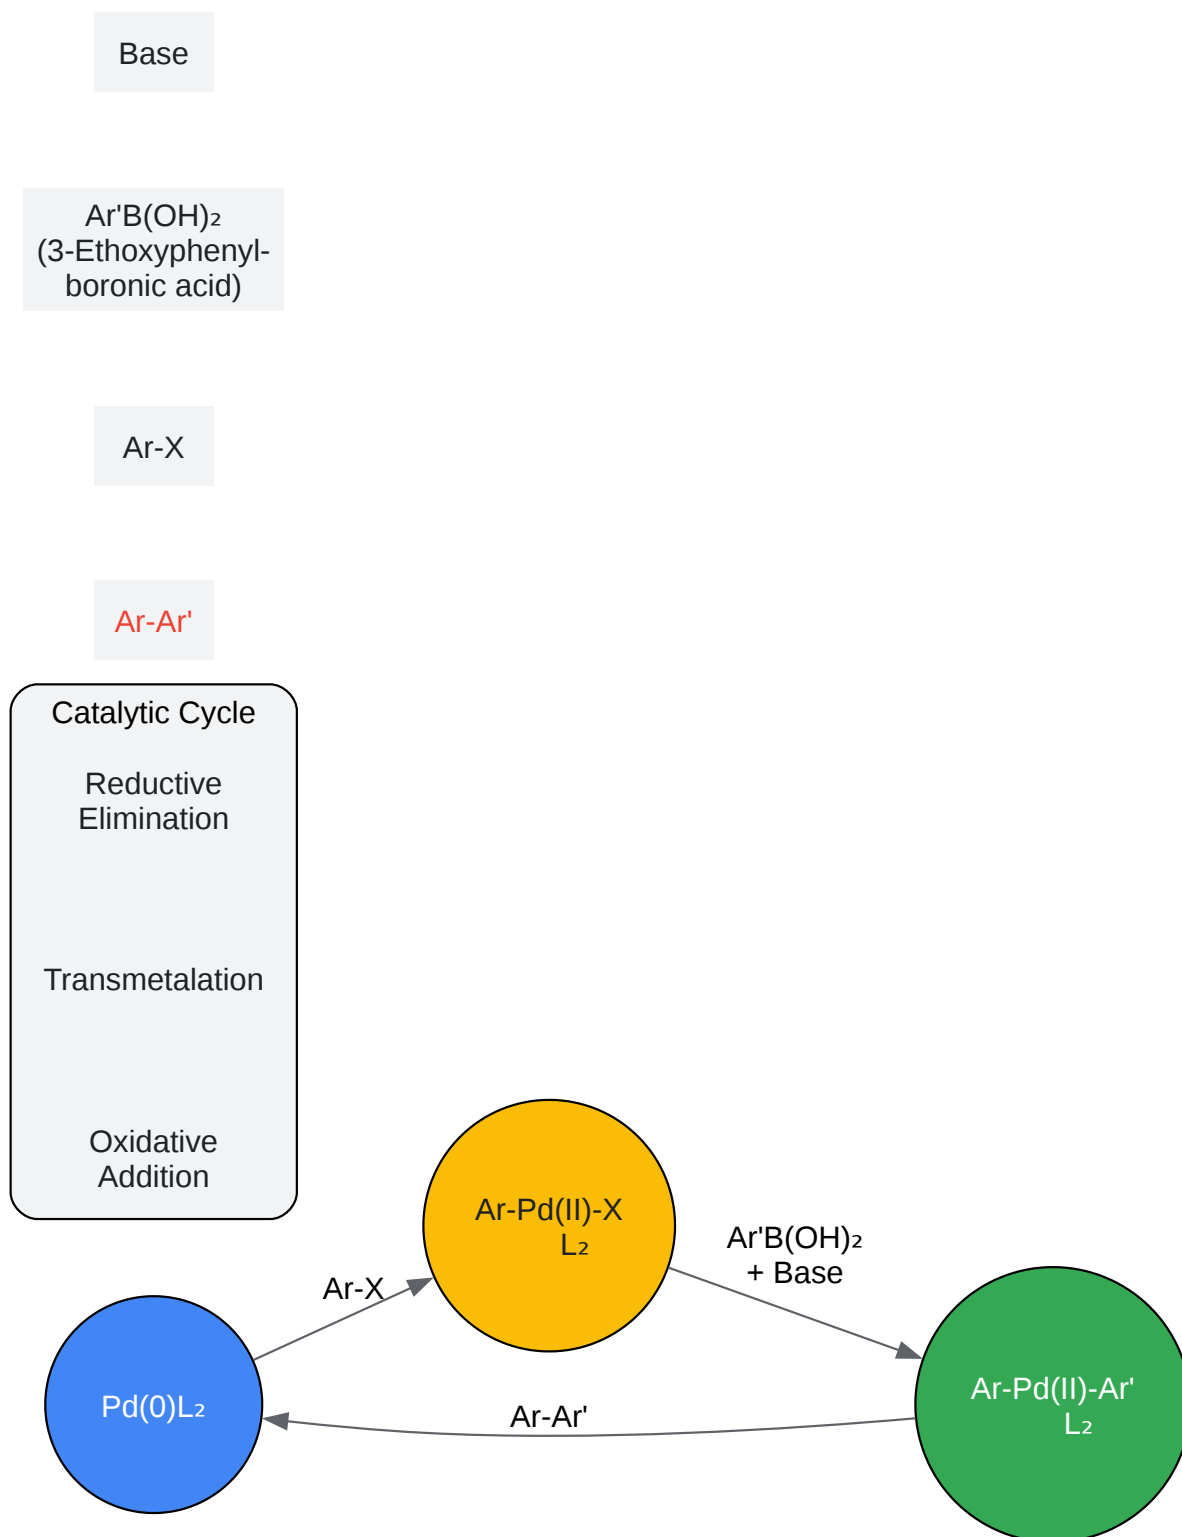 Base
Ar'B(OH)₂
(3-Ethoxyphenyl-
boronic acid)
Ar-X
Ar-Ar'
Catalytic Cycle
Reductive
Elimination
Transmetalation
Oxidative
Addition
Ar-Pd(II)-X
L₂
Ar'B(OH)₂
+ Base
Ar-X
Pd(0)L₂
Ar-Ar'
Ar-Pd(II)-Ar'
L₂